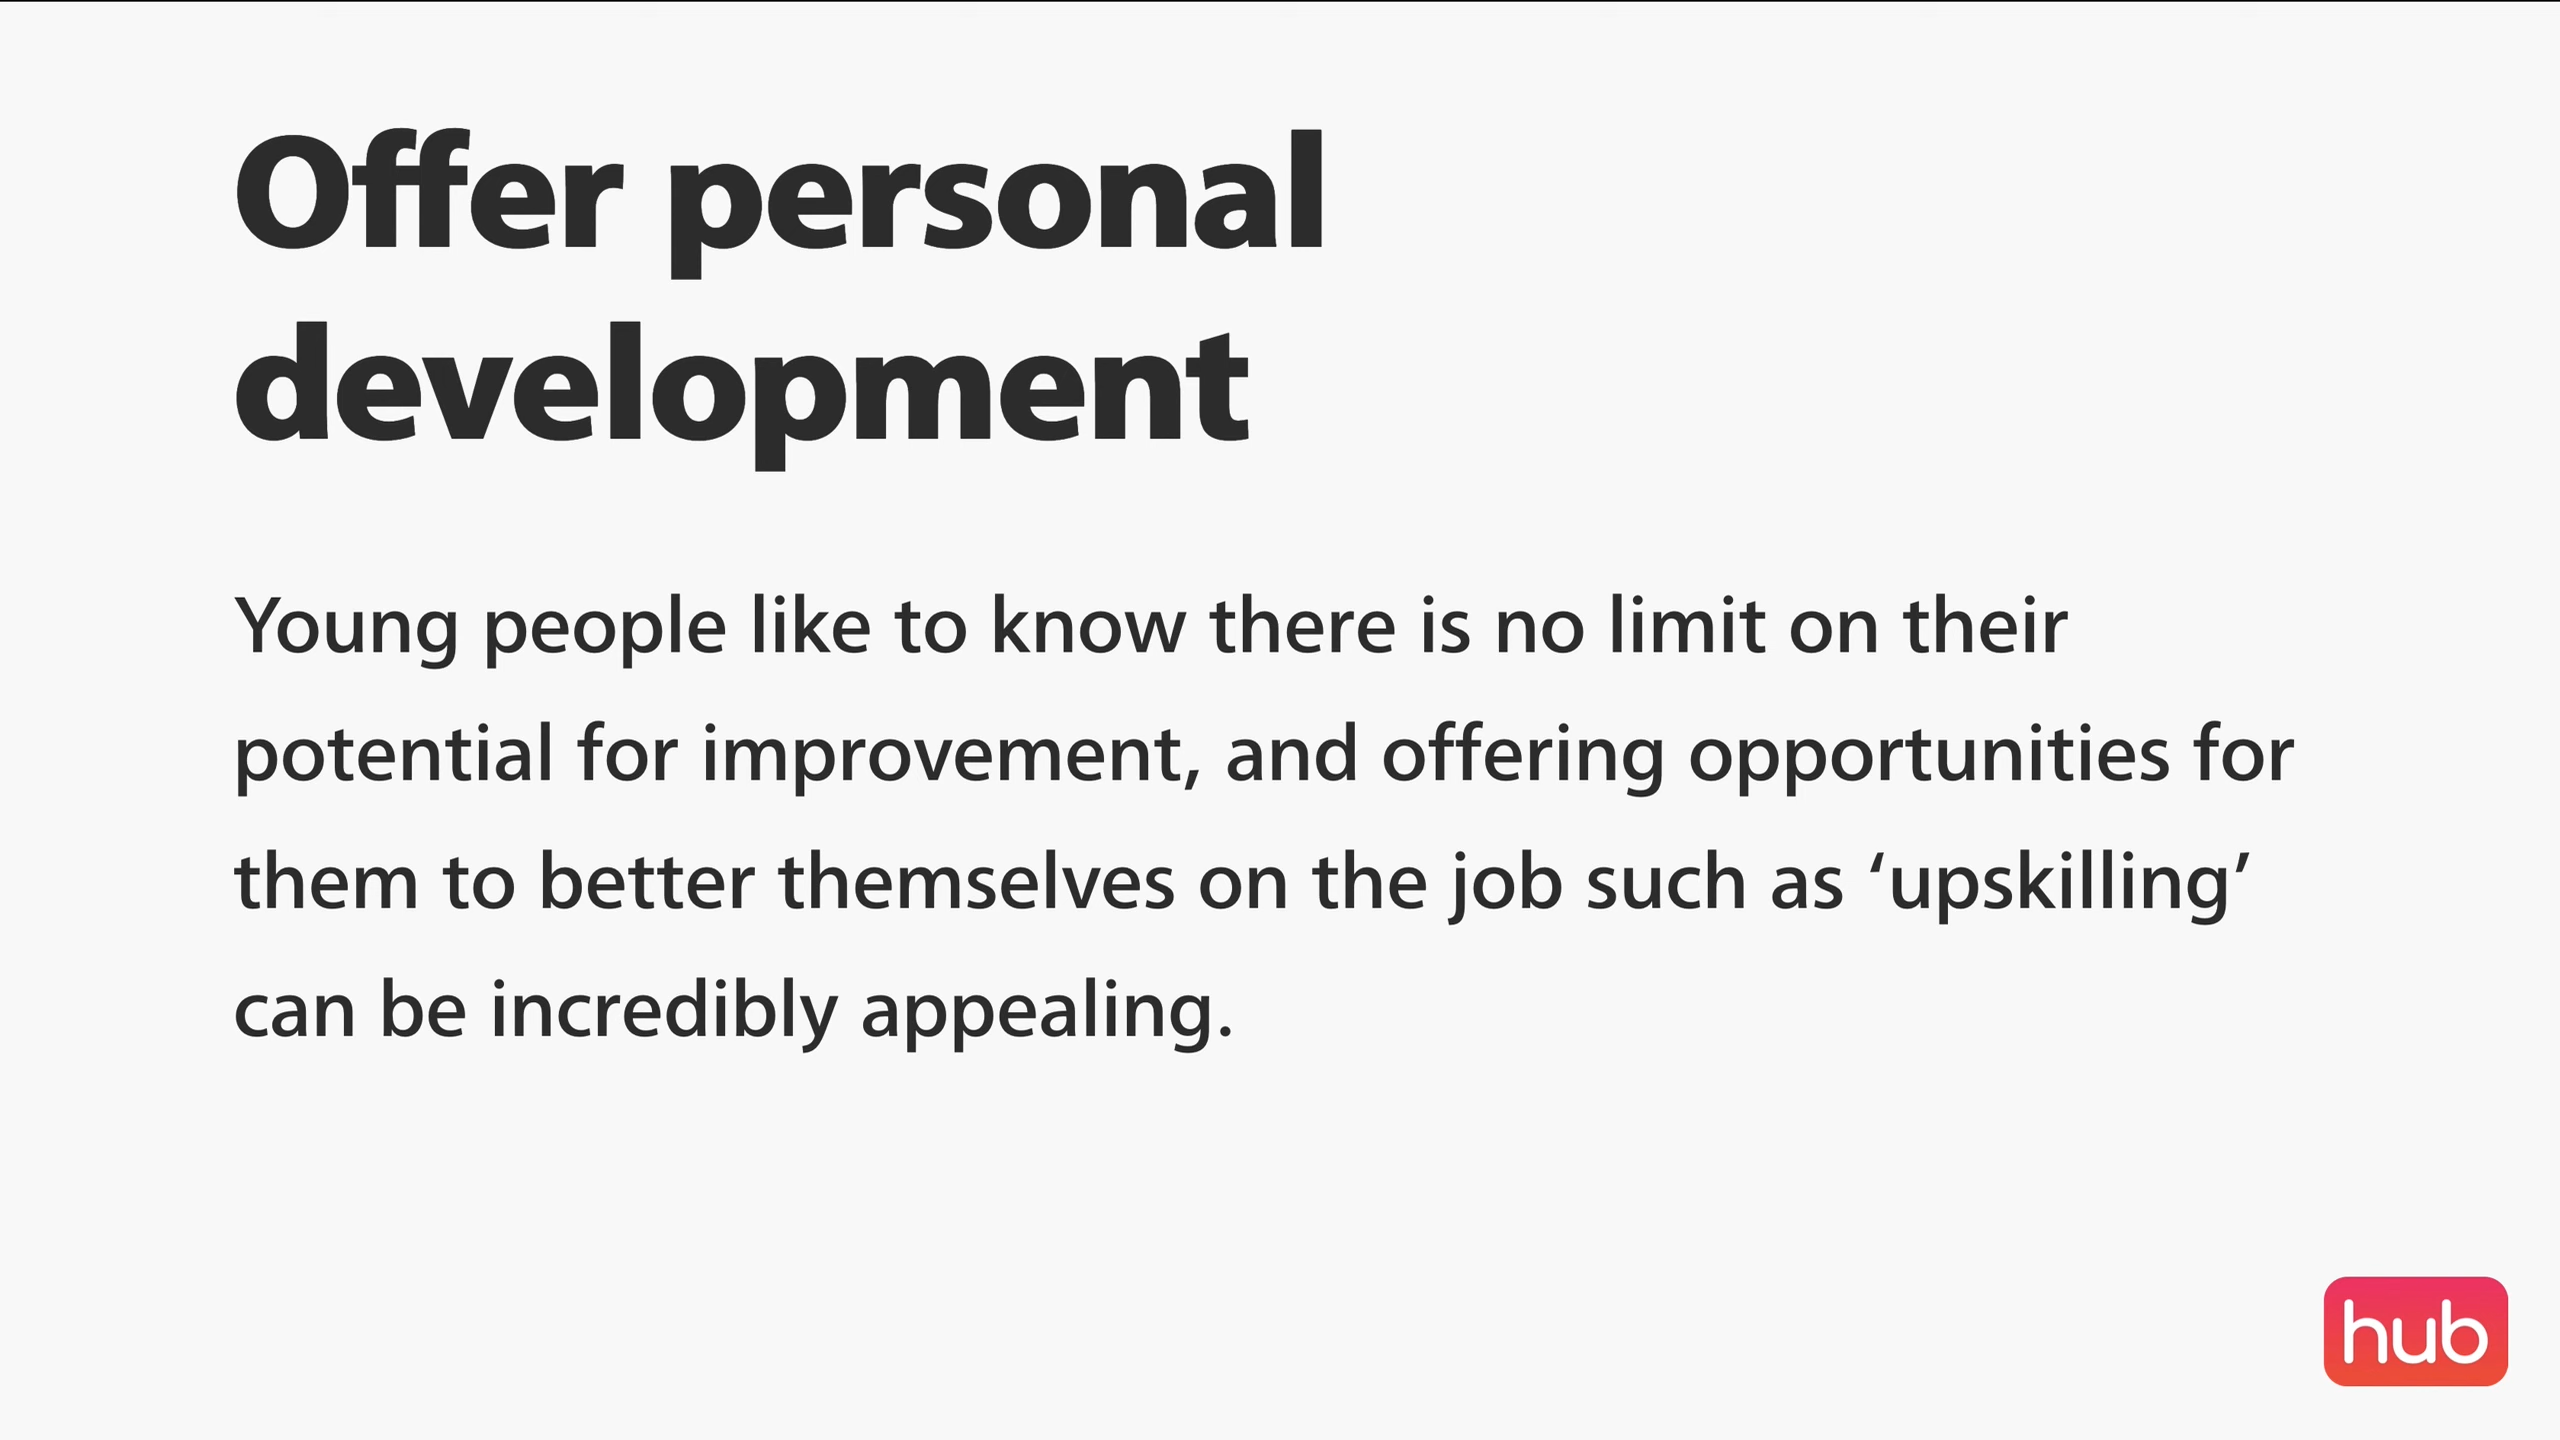 Offer personal
development
Young people like to know there is no limit on their
potential for improvement, and offering opportunities for
them to better themselves on the job such as ‘upskilling’
can be incredibly appealing.
hub